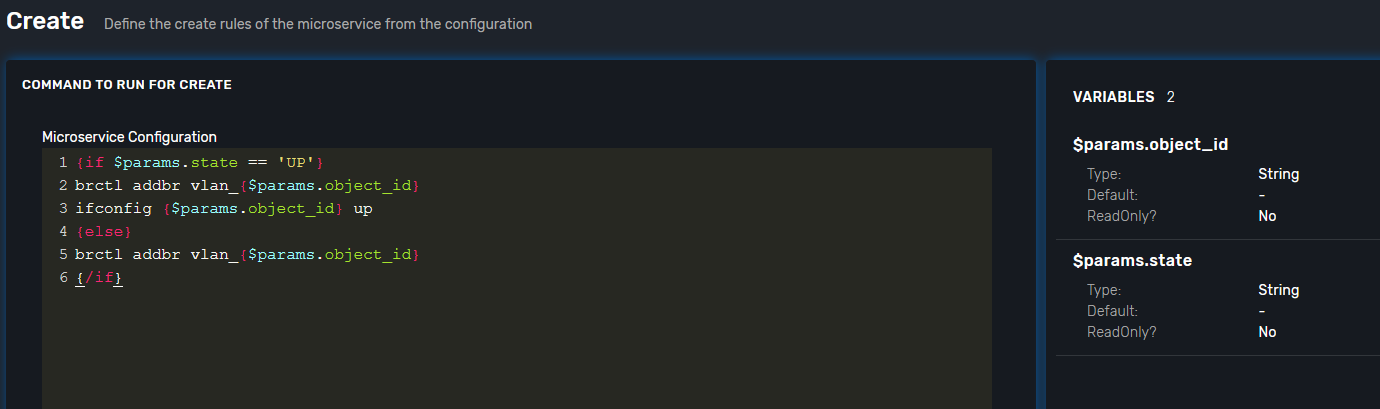 Create Define the create rules of the microservice from the configuration
COMMAND TO RUN FOR CREATE
Microservice Configuration
1 {if $params.state == 'UP'}
2 brctl addbr vlan_{$params.object_id}
3 ifconfig {$params.object_id} up
4 {else}
5 brctl addbr vlan_{$params.object_id}
6 {/if}
VARIABLES 2
$params.object_id
Type: String
Default: -
ReadOnly? No
$params.state
Type: String
Default: -
ReadOnly? No